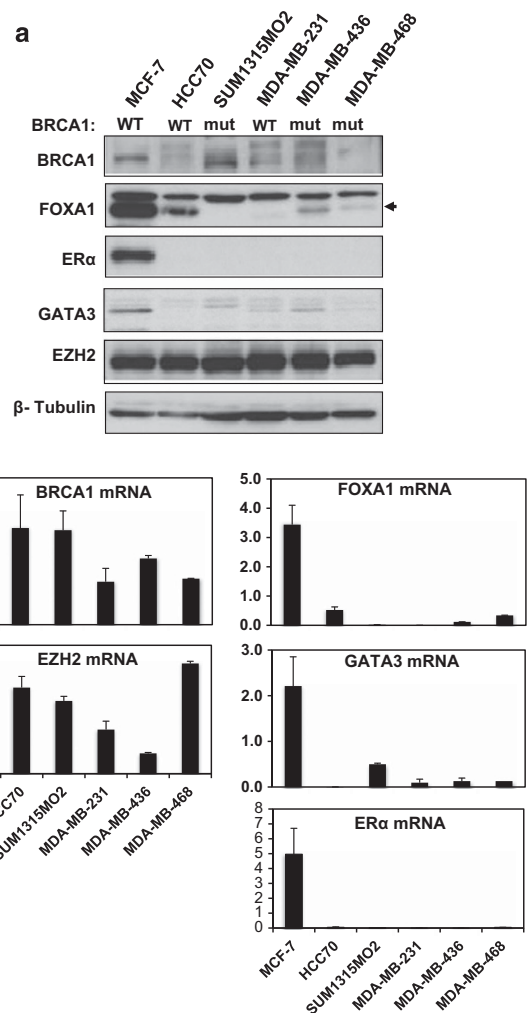 a
MCF-7
HCC70
SUM1315MO2
MDA-MB-231
MDA-MB-436
MDA-MB-468
BRCA1: WT WT mut WT mut mut
BRCA1
FOXA1
ERα
GATA3
EZH2
β- Tubulin
BRCA1 mRNA
EZH2 mRNA
SUM1315MO2
MDA-MB-231
MDA-MB-436
MDA-MB-468
FOXA1 mRNA
5.0
4.0
3.0
2.0
1.0
0.0
GATA3 mRNA
3.0
2.0
1.0
0.0
ERα mRNA
8
7
6
5
4
3
2
1
0
MCF-7
HCC70
SUM1315MO2
MDA-MB-231
MDA-MB-436
MDA-MB-468